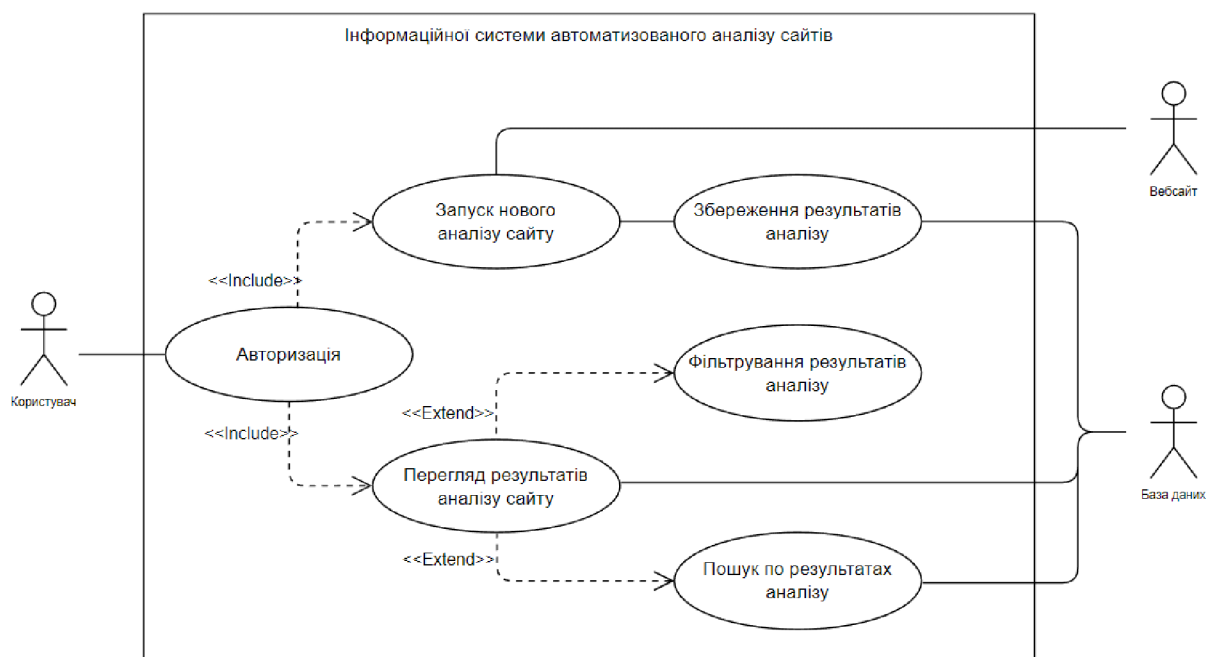 Інформаційної системи автоматизованого аналізу сайтів
Вебсайт
Запуск нового
аналізу сайту
Збереження результатів
аналізу
<<Include>>
Користувач
Авторизація
Фільтрування результатів
аналізу
<<Extend>>
<<Include>>
Перегляд результатів
аналізу сайту
База даних
<<Extend>>
Пошук по результатах
аналізу